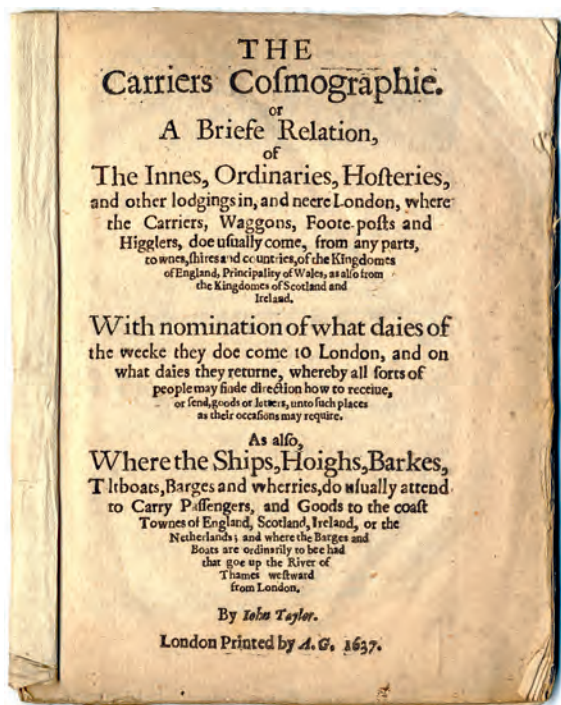 THE
Carriers Coſmographie.
or
A Briefe Relation,
of
The Innes, Ordinaries, Hoſteries,
and other lodgings in, and neere London, where
the Carriers, Waggons, Foote-poſts and
Higglers, doe uſually come, from any parts,
townes, ſhires and countries, of the Kingdomes
of England, Principality of Wales, as alſo from
the Kingdomes of Scotland and
Ireland.
With nomination of what daies of
the weeke they doe come to London, and on
what daies they returne, whereby all ſorts of
people may finde direction how to receiue,
or ſend, goods or letters, unto ſuch places
as their occaſions may require.
As alſo,
Where the Ships, Hoighs, Barkes,
Tiltboats, Barges and wherries, do uſually attend
to Carry Paſſengers, and Goods to the coaſt
Townes of England, Scotland, Ireland, or the
Netherlands; and where the Barges and
Boats are ordinarily to bee had
that goe up the River of
Thames weſtward
from London.
By Iohn Taylor.
London Printed by A. G. 1637.